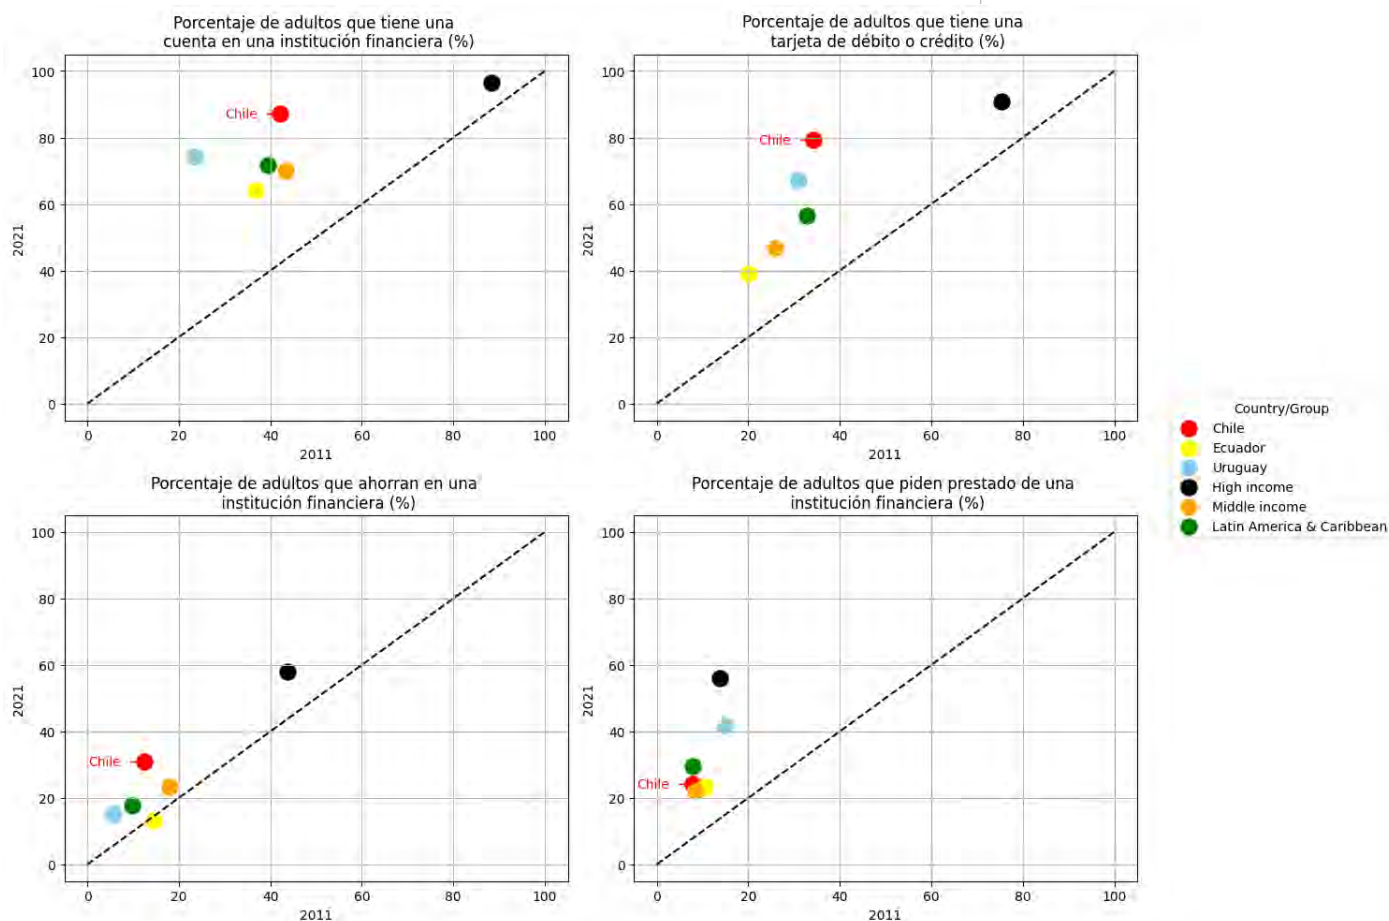 Porcentaje de adultos que tiene una
cuenta en una institución financiera (%)
100
80
60
40
20
0
2021
Chile
0 20 40 60 80 100
2011
Porcentaje de adultos que tiene una
tarjeta de débito o crédito (%)
100
80
60
40
20
0
2021
Chile
0 20 40 60 80 100
2011
Porcentaje de adultos que ahorran en una
institución financiera (%)
100
80
60
40
20
0
2021
Chile
0 20 40 60 80 100
2011
Porcentaje de adultos que piden prestado de una
institución financiera (%)
100
80
60
40
20
0
2021
Chile
0 20 40 60 80 100
2011
Country/Group
Chile
Ecuador
Uruguay
High income
Middle income
Latin America & Caribbean